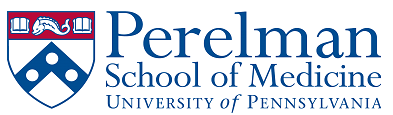 Perelman
School of Medicine
University of Pennsylvania